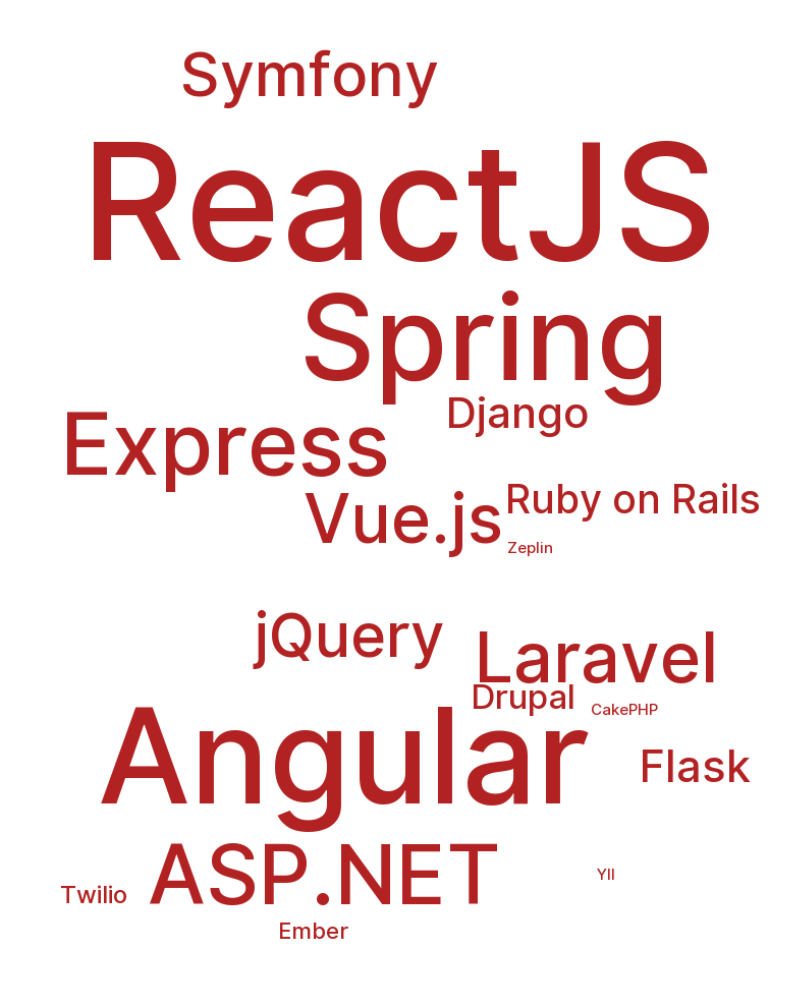 Symfony
ReactJS
Spring
Django
Express
Ruby on Rails
Vue.js
Zeplin
jQuery
Laravel
Drupal
CakePHP
Angular
Flask
ASP.NET
YII
Twilio
Ember